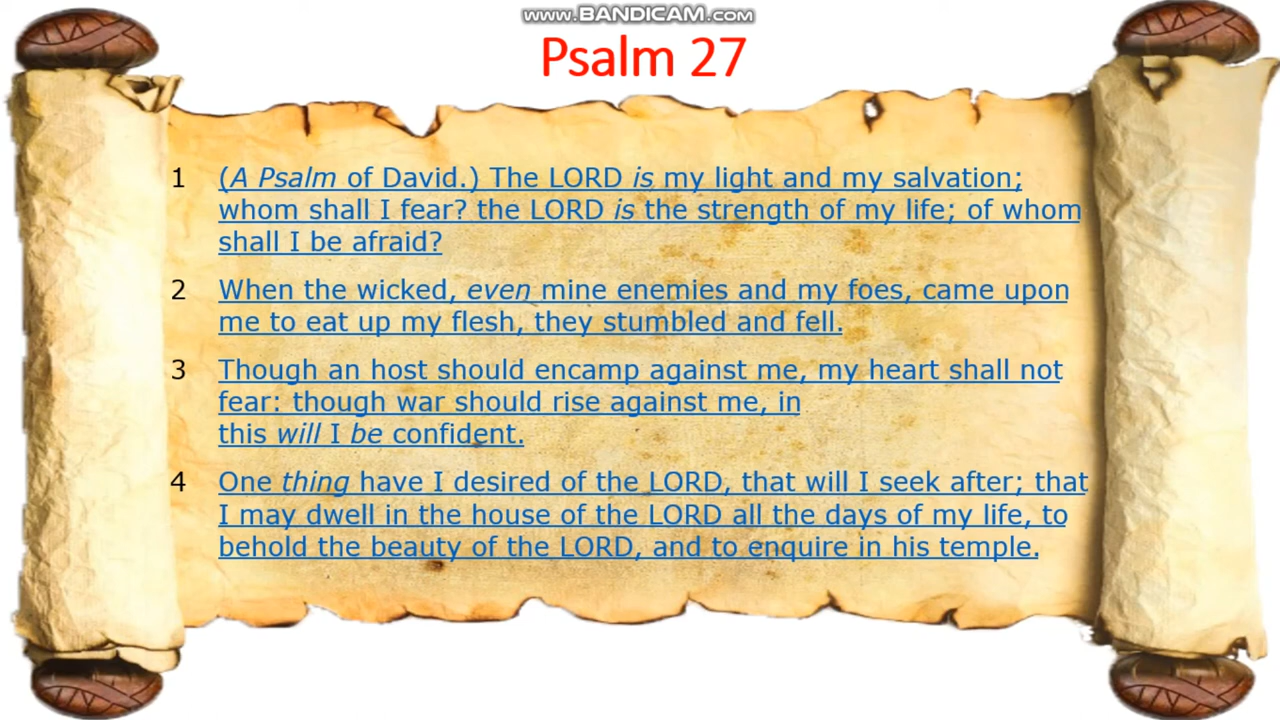 www.BANDICAM.com
Psalm 27
1 (A Psalm of David.) The LORD is my light and my salvation;
whom shall I fear? the LORD is the strength of my life; of whom
shall I be afraid?
2 When the wicked, even mine enemies and my foes, came upon
me to eat up my flesh, they stumbled and fell.
3 Though an host should encamp against me, my heart shall not
fear: though war should rise against me, in
this will I be confident.
4 One thing have I desired of the LORD, that will I seek after; that
I may dwell in the house of the LORD all the days of my life, to
behold the beauty of the LORD, and to enquire in his temple.